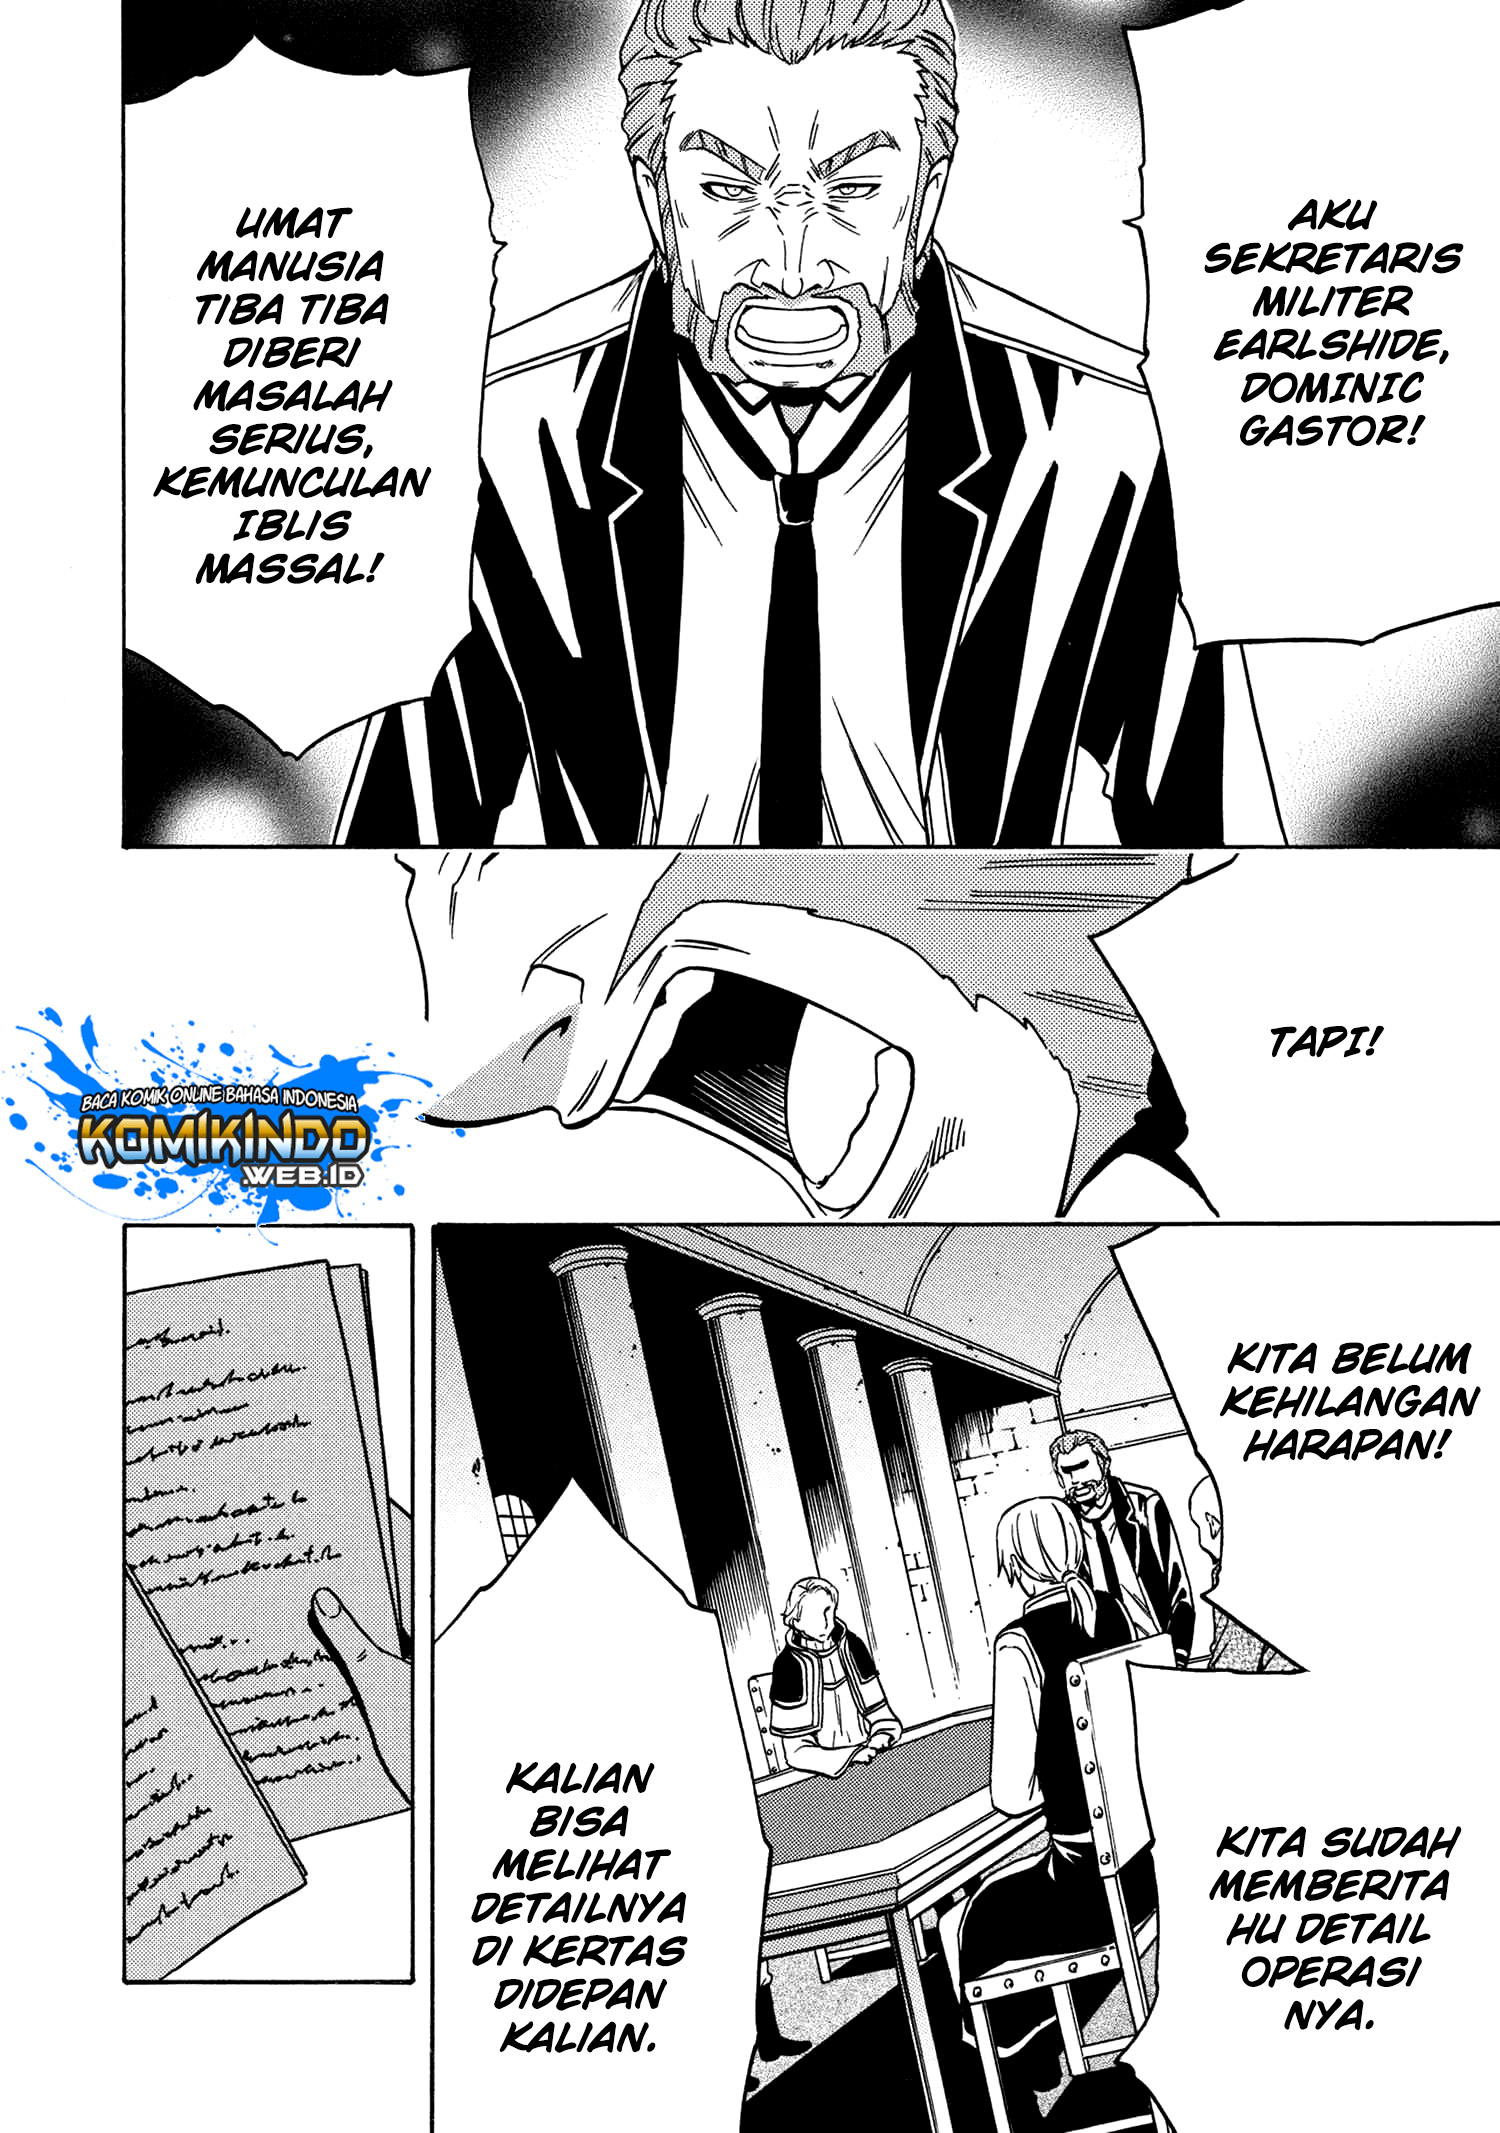 AKU
SEKRETARIS
MILITER
EARLSHIDE,
DOMINIC
GASTOR!
UMAT
MANUSIA
TIBA TIBA
DIBERI
MASALAH
SERIUS,
KEMUNCULAN
IBLIS
MASSAL!
TAPI!
BACA KOMIK ONLINE BAHASA INDONESIA
KOMIKINDO
.WEB.ID
KITA BELUM
KEHILANGAN
HARAPAN!
KITA SUDAH
MEMBERITA
HU DETAIL
OPERASI
NYA.
KALIAN
BISA
MELIHAT
DETAILNYA
DI KERTAS
DIDEPAN
KALIAN.